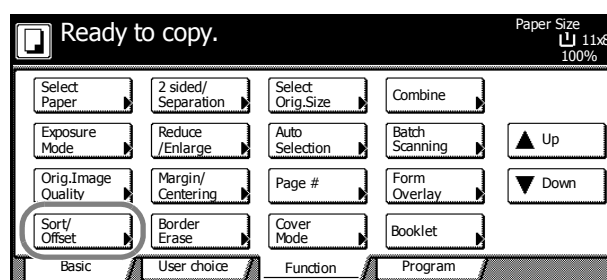 Ready to copy.
Paper Size
11x8
100%
Select Paper
2 sided/ Separation
Select Orig.Size
Combine
Exposure Mode
Reduce /Enlarge
Auto Selection
Batch Scanning
Up
Orig.Image Quality
Margin/ Centering
Page #
Form Overlay
Down
Sort/ Offset
Border Erase
Cover Mode
Booklet
Basic
User choice
Function
Program